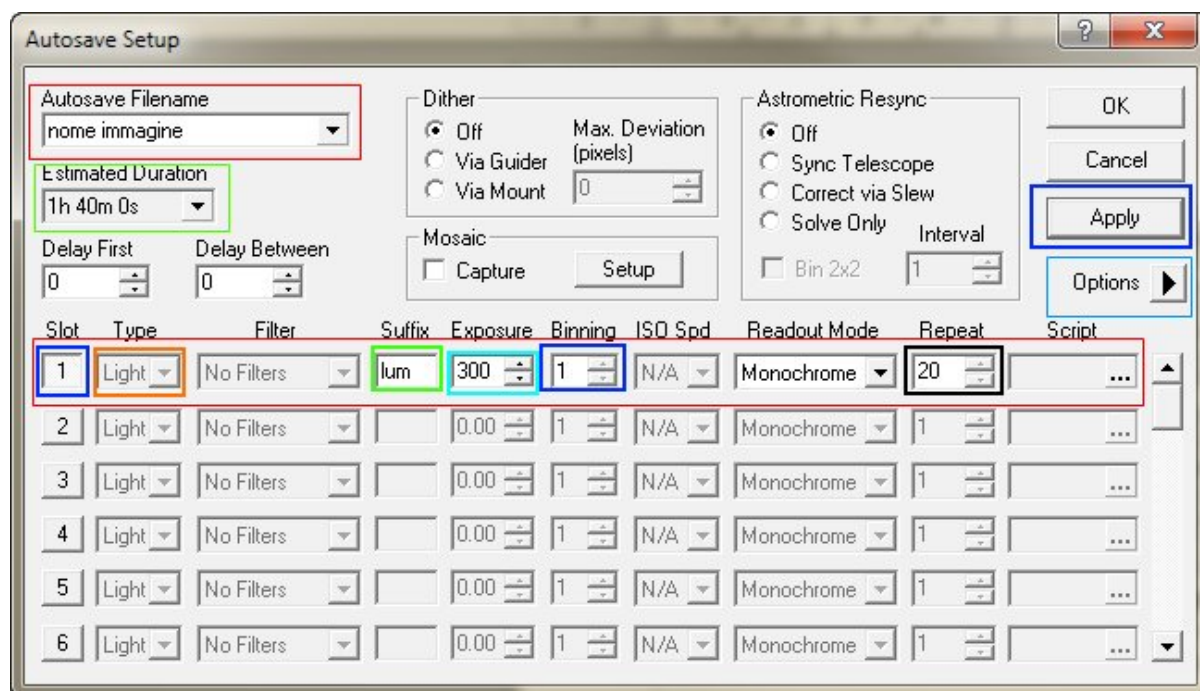 Autosave Setup
Autosave Filename
nome immagine
Estimated Duration
1h 40m 0s
Delay First Delay Between
0 0
Dither
Off
Via Guider
Via Mount
Max. Deviation
(pixels)
0
Mosaic
Capture Setup
Astrometric Resync
Off
Sync Telescope
Correct via Slew
Solve Only
Interval
Bin 2x2 1
OK
Cancel
Apply
Options
Slot Type Filter Suffix Exposure Binning ISO Spd Readout Mode Repeat Script
1 Light No Filters lum 300 1 N/A Monochrome 20 ...
2 Light No Filters 0.00 1 N/A Monochrome 1 ...
3 Light No Filters 0.00 1 N/A Monochrome 1 ...
4 Light No Filters 0.00 1 N/A Monochrome 1 ...
5 Light No Filters 0.00 1 N/A Monochrome 1 ...
6 Light No Filters 0.00 1 N/A Monochrome 1 ...